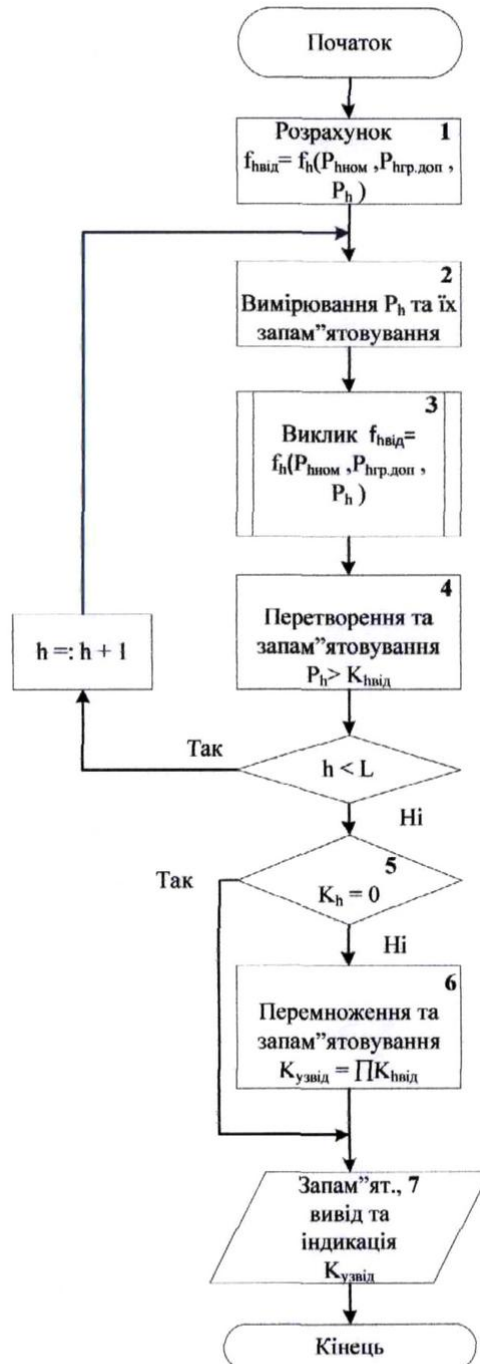 Початок
Розрахунок 1
fhвід= fh(Phном ,Phгр.доп ,
Ph )
2
Вимірювання Ph та їх
запам”ятовування
3
Виклик fhвід=
fh(Phном ,Phгр.доп ,
Ph )
4
Перетворення та
запам”ятовування
Ph> Khвід
h =: h + 1
Так
h < L
Ні
5
Так
Kh = 0
Ні
6
Перемноження та
запам”ятовування
Kузвід = ∏Khвід
Запам”ят., 7
вивід та
індикація
Kузвід
Кінець